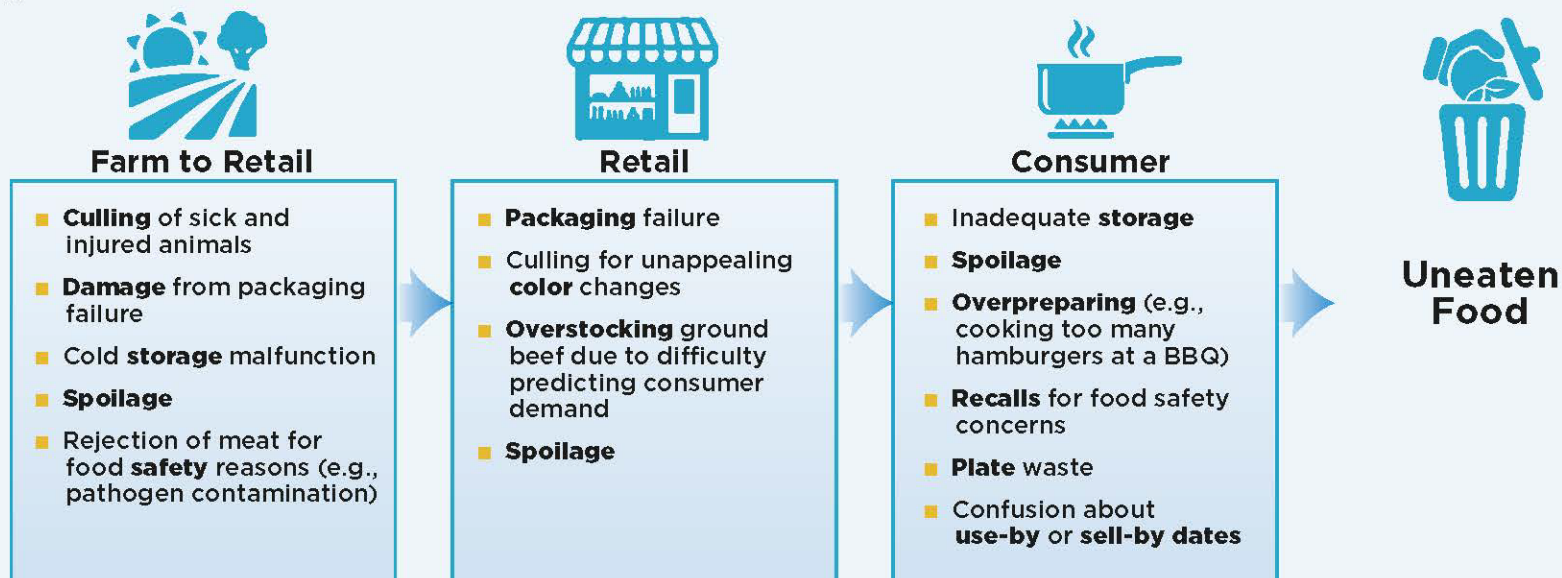 Farm to Retail
Culling of sick and
injured animals
Damage from packaging
failure
Cold storage malfunction
Spoilage
Rejection of meat for
food safety reasons (e.g.,
pathogen contamination)
Retail
Packaging failure
Culling for unappealing
color changes
Overstocking ground
beef due to difficulty
predicting consumer
demand
Spoilage
Consumer
Inadequate storage
Spoilage
Overpreparing (e.g.,
cooking too many
hamburgers at a BBQ)
Recalls for food safety
concerns
Plate waste
Confusion about
use-by or sell-by dates
Uneaten
Food